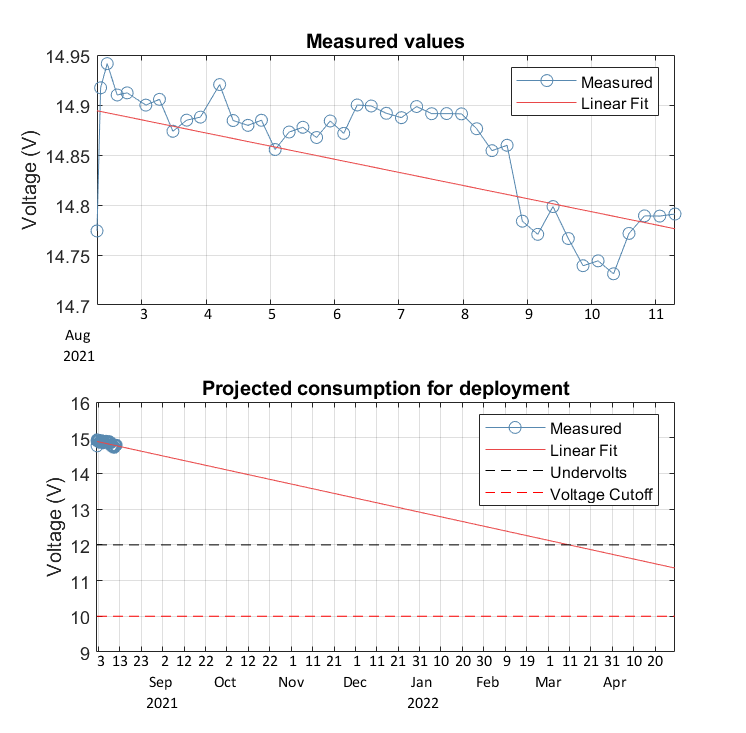 Measured values
14.95
14.9
14.85
14.8
14.75
14.7
Voltage (V)
Measured
Linear Fit
3 4 5 6 7 8 9 10 11
Aug
2021
Projected consumption for deployment
16
15
14
13
12
11
10
9
Voltage (V)
Measured
Linear Fit
Undervolts
Voltage Cutoff
3 13 23 2 12 22 2 12 22 1 11 21 1 11 21 31 10 20 30 9 19 1 11 21 31 10 20
Sep Oct Nov Dec Jan Feb Mar Apr
2021 2022